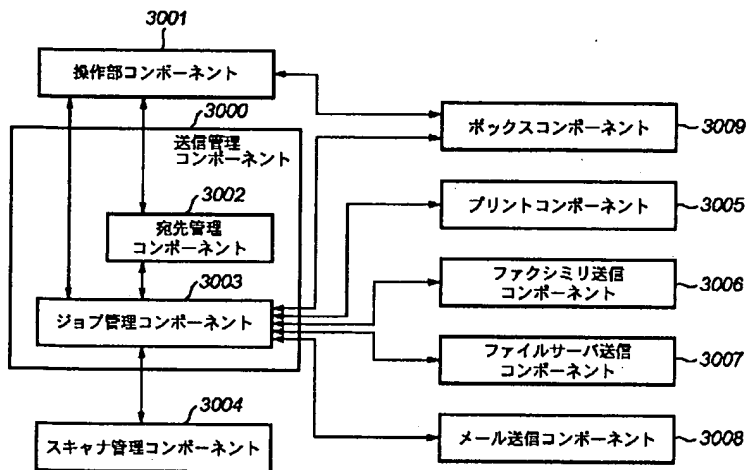 3001
操作部コンポーネント
3000
送信管理
コンポーネント
3002
宛先管理
コンポーネント
3003
ジョブ管理コンポーネント
3004
スキャナ管理コンポーネント
ボックスコンポーネント
3009
プリントコンポーネント
3005
ファクシミリ送信
コンポーネント
3006
ファイルサーバ送信
コンポーネント
3007
メール送信コンポーネント
3008